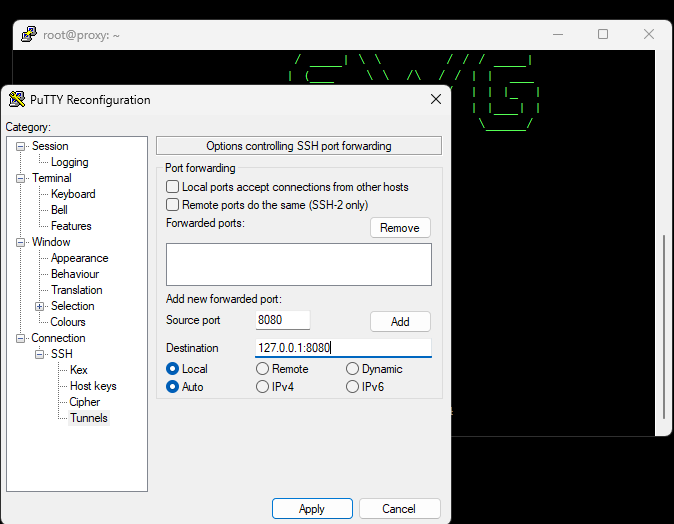 root@proxy: ~
PuTTY Reconfiguration
Category:
Session
Logging
Terminal
Keyboard
Bell
Features
Window
Appearance
Behaviour
Translation
Selection
Colours
Connection
SSH
Kex
Host keys
Cipher
Tunnels
Options controlling SSH port forwarding
Port forwarding
Local ports accept connections from other hosts
Remote ports do the same (SSH-2 only)
Forwarded ports:
Remove
Add new forwarded port:
Source port 8080 Add
Destination 127.0.0.1:8080
Local Remote Dynamic
Auto IPv4 IPv6
Apply Cancel